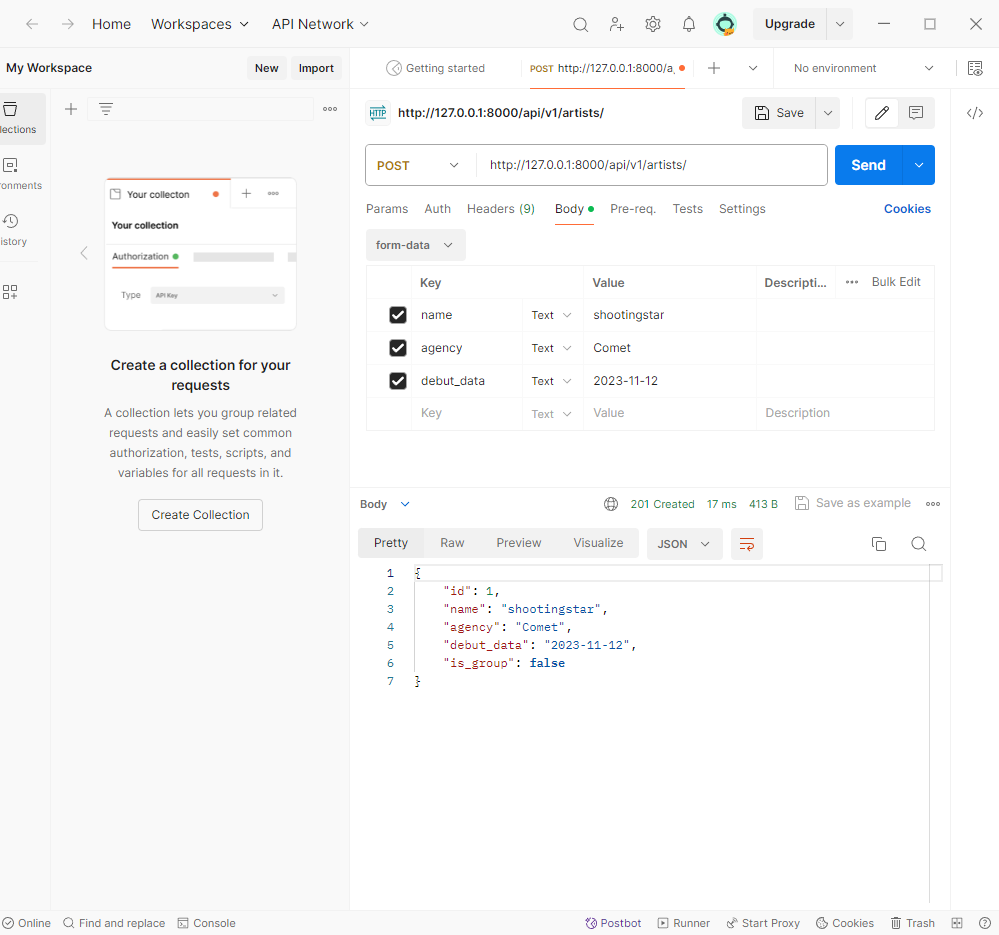 Home Workspaces API Network Upgrade
My Workspace New Import Getting started POST http://127.0.0.1:8000/a No environment
lections
ronments
istory
Your collecton
Your collection
Authorization
Type API Key
Create a collection for your
requests
A collection lets you group related
requests and easily set common
authorization, tests, scripts, and
variables for all requests in it.
Create Collection
HTTP http://127.0.0.1:8000/api/v1/artists/ Save
POST http://127.0.0.1:8000/api/v1/artists/ Send
Params Auth Headers (9) Body Pre-req. Tests Settings Cookies
form-data
Key Value Descripti... Bulk Edit
name Text shootingstar
agency Text Comet
debut_data Text 2023-11-12
Key Text Value Description
Body 201 Created 17 ms 413 B Save as example
Pretty Raw Preview Visualize JSON
1 {
2 "id": 1,
3 "name": "shootingstar",
4 "agency": "Comet",
5 "debut_data": "2023-11-12",
6 "is_group": false
7 }
Online Find and replace Console Postbot Runner Start Proxy Cookies Trash